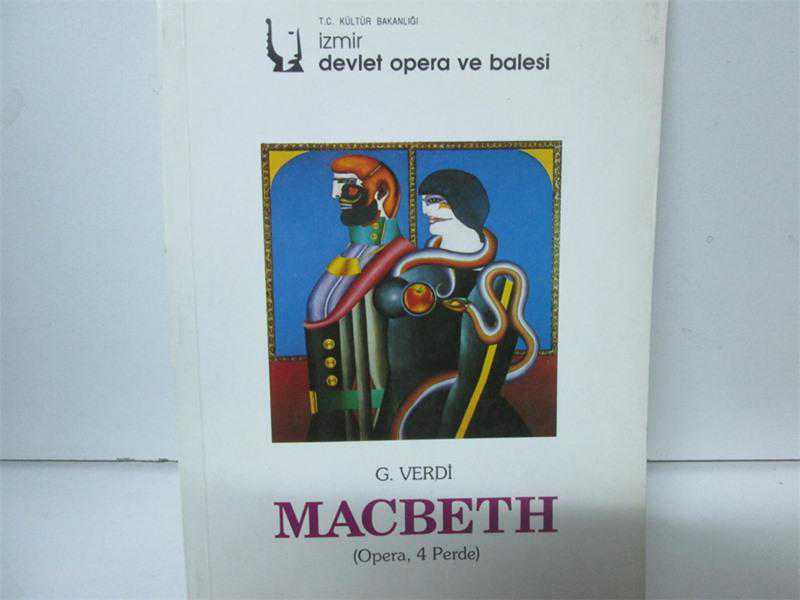 T.C. KÜLTÜR BAKANLIĞI
izmir
devlet opera ve balesi
G. VERDİ
MACBETH
(Opera, 4 Perde)